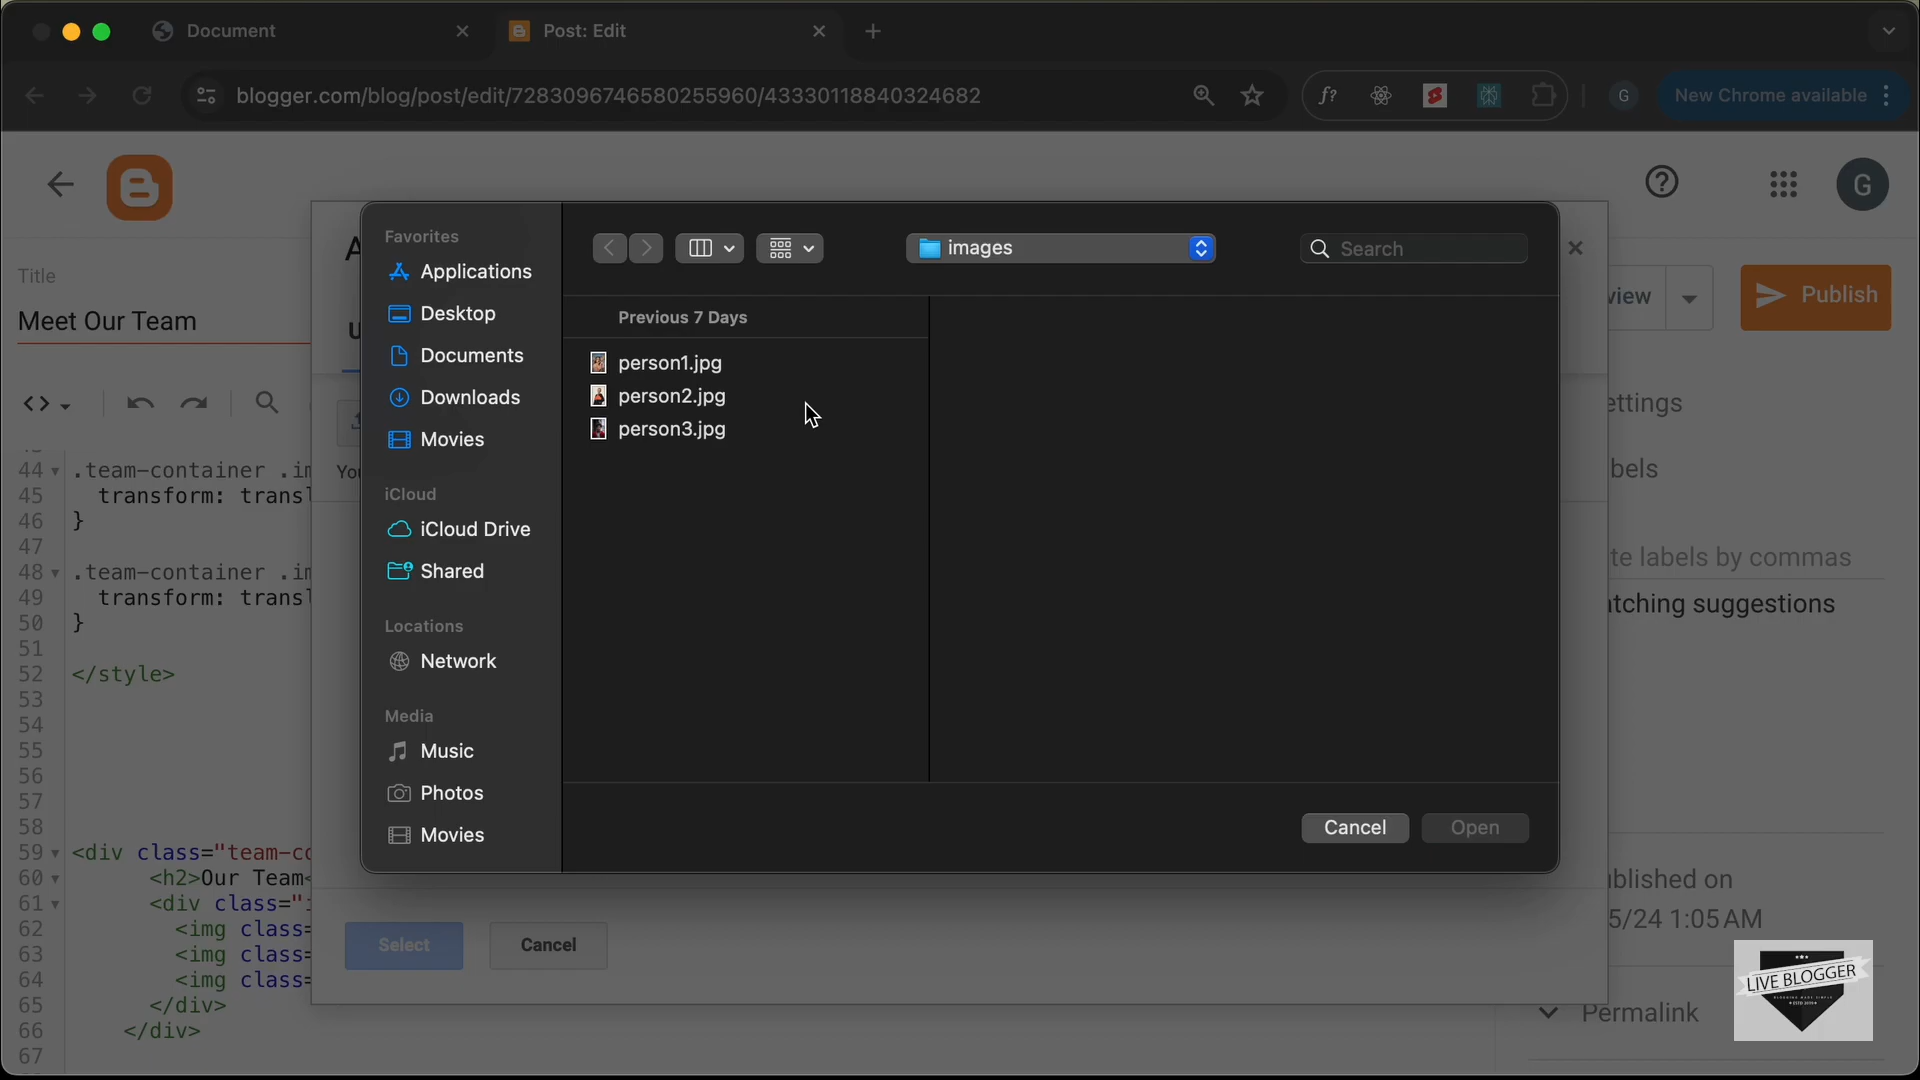 Document
Post: Edit
blogger.com/blog/post/edit/7283096746580255960/43330118840324682
f?
G
New Chrome available
G
Title
Meet Our Team
view
Publish
Favorites
Applications
Desktop
Documents
Downloads
Movies
iCloud
iCloud Drive
Shared
Locations
Network
Media
Music
Photos
Movies
images
Search
Previous 7 Days
person1.jpg
person2.jpg
person3.jpg
Cancel
Open
44 .team-container .im
45 transform: transl
46 }
47
48 .team-container .im
49 transform: transl
50 }
51
52 </style>
53
54
55
56
57
58
59 <div class="team-co
60 <h2>Our Team<
61 <div class="i
62 <img class=
63 <img class=
64 <img class=
65 </div>
66 </div>
67
You
Select
Cancel
ettings
bels
te labels by commas
tching suggestions
blished on
5/24 1:05 AM
Permalink
LIVE BLOGGER